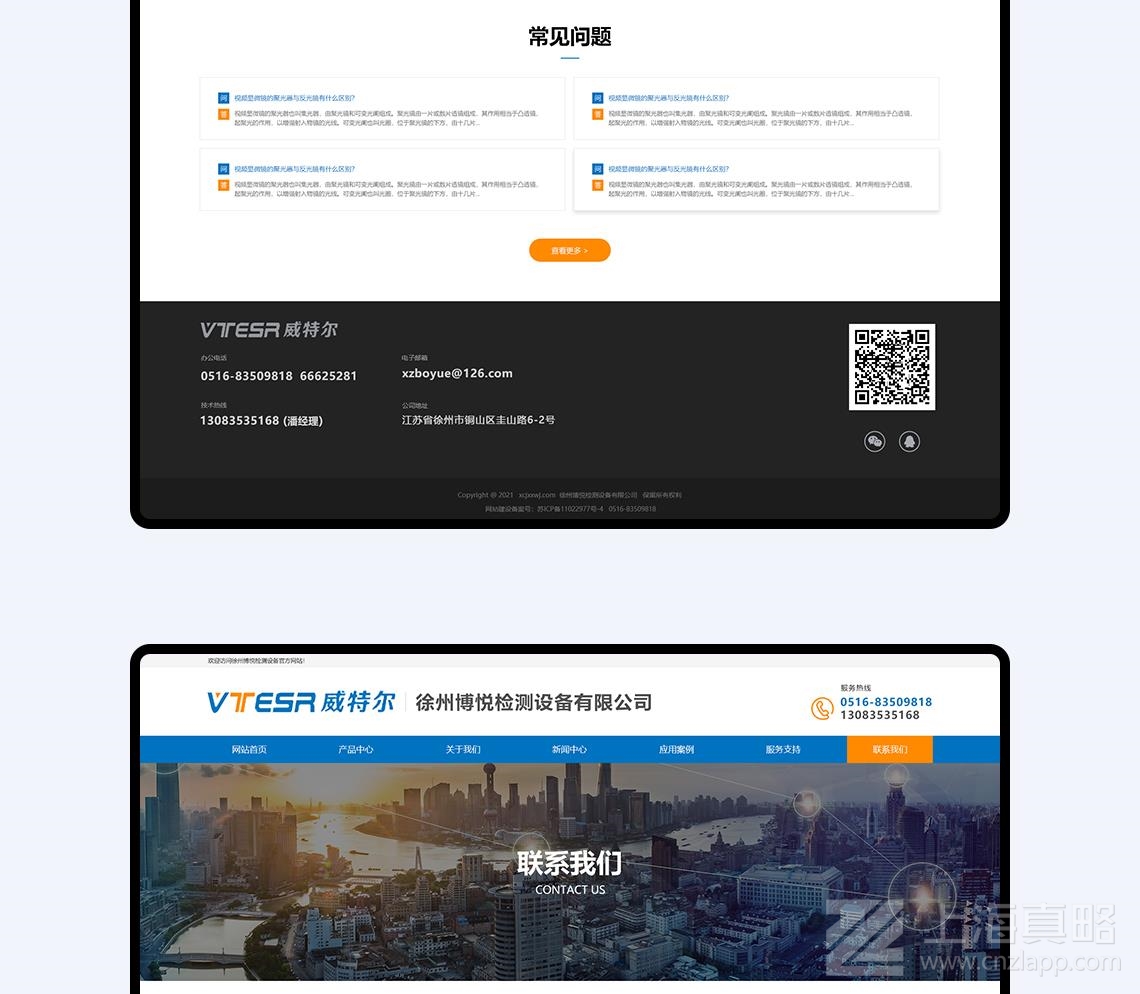 常见问题
问 视频显微镜的聚光器与反光镜有什么区别?
答 视频显微镜的聚光器也叫集光器，由聚光镜和可变光阑组成。聚光镜由一片或数片透镜组成，其作用相当于凸透镜，
起聚光的作用，以增强射入物镜的光线。可变光阑也叫光圈，位于聚光镜的下方，由十几片...
问 视频显微镜的聚光器与反光镜有什么区别?
答 视频显微镜的聚光器也叫集光器，由聚光镜和可变光阑组成。聚光镜由一片或数片透镜组成，其作用相当于凸透镜，
起聚光的作用，以增强射入物镜的光线。可变光阑也叫光圈，位于聚光镜的下方，由十几片...
问 视频显微镜的聚光器与反光镜有什么区别?
答 视频显微镜的聚光器也叫集光器，由聚光镜和可变光阑组成。聚光镜由一片或数片透镜组成，其作用相当于凸透镜，
起聚光的作用，以增强射入物镜的光线。可变光阑也叫光圈，位于聚光镜的下方，由十几片...
问 视频显微镜的聚光器与反光镜有什么区别?
答 视频显微镜的聚光器也叫集光器，由聚光镜和可变光阑组成。聚光镜由一片或数片透镜组成，其作用相当于凸透镜，
起聚光的作用，以增强射入物镜的光线。可变光阑也叫光圈，位于聚光镜的下方，由十几片...
查看更多 >
VTESR 威特尔
办公电话
0516-83509818 66625281
电子邮箱
xzboyue@126.com
技术热线
13083535168 (潘经理)
公司地址
江苏省徐州市铜山区圭山路6-2号
Copyright @ 2021 xcjxxwj.com 徐州博悦检测设备有限公司 保留所有权利
网站建设备案号：苏ICP备11022977号-4 0516-83509818
欢迎访问徐州博悦检测设备官方网站!
VTESR 威特尔 徐州博悦检测设备有限公司
服务热线
0516-83509818
13083535168
网站首页 产品中心 关于我们 新闻中心 应用案例 服务支持 联系我们
联系我们
CONTACT US
上海真略
www.cnzlapp.com